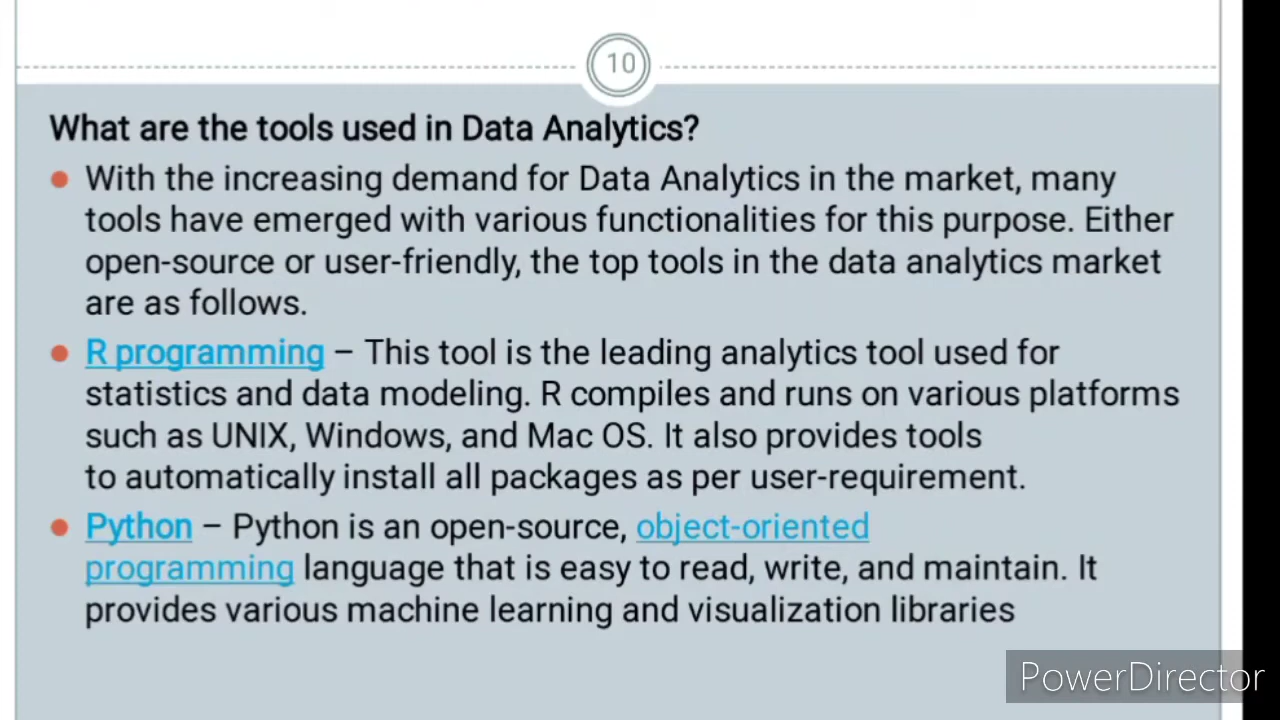 10
What are the tools used in Data Analytics?
With the increasing demand for Data Analytics in the market, many
tools have emerged with various functionalities for this purpose. Either
open-source or user-friendly, the top tools in the data analytics market
are as follows.
R programming – This tool is the leading analytics tool used for
statistics and data modeling. R compiles and runs on various platforms
such as UNIX, Windows, and Mac OS. It also provides tools
to automatically install all packages as per user-requirement.
Python – Python is an open-source, object-oriented
programming language that is easy to read, write, and maintain. It
provides various machine learning and visualization libraries
PowerDirector